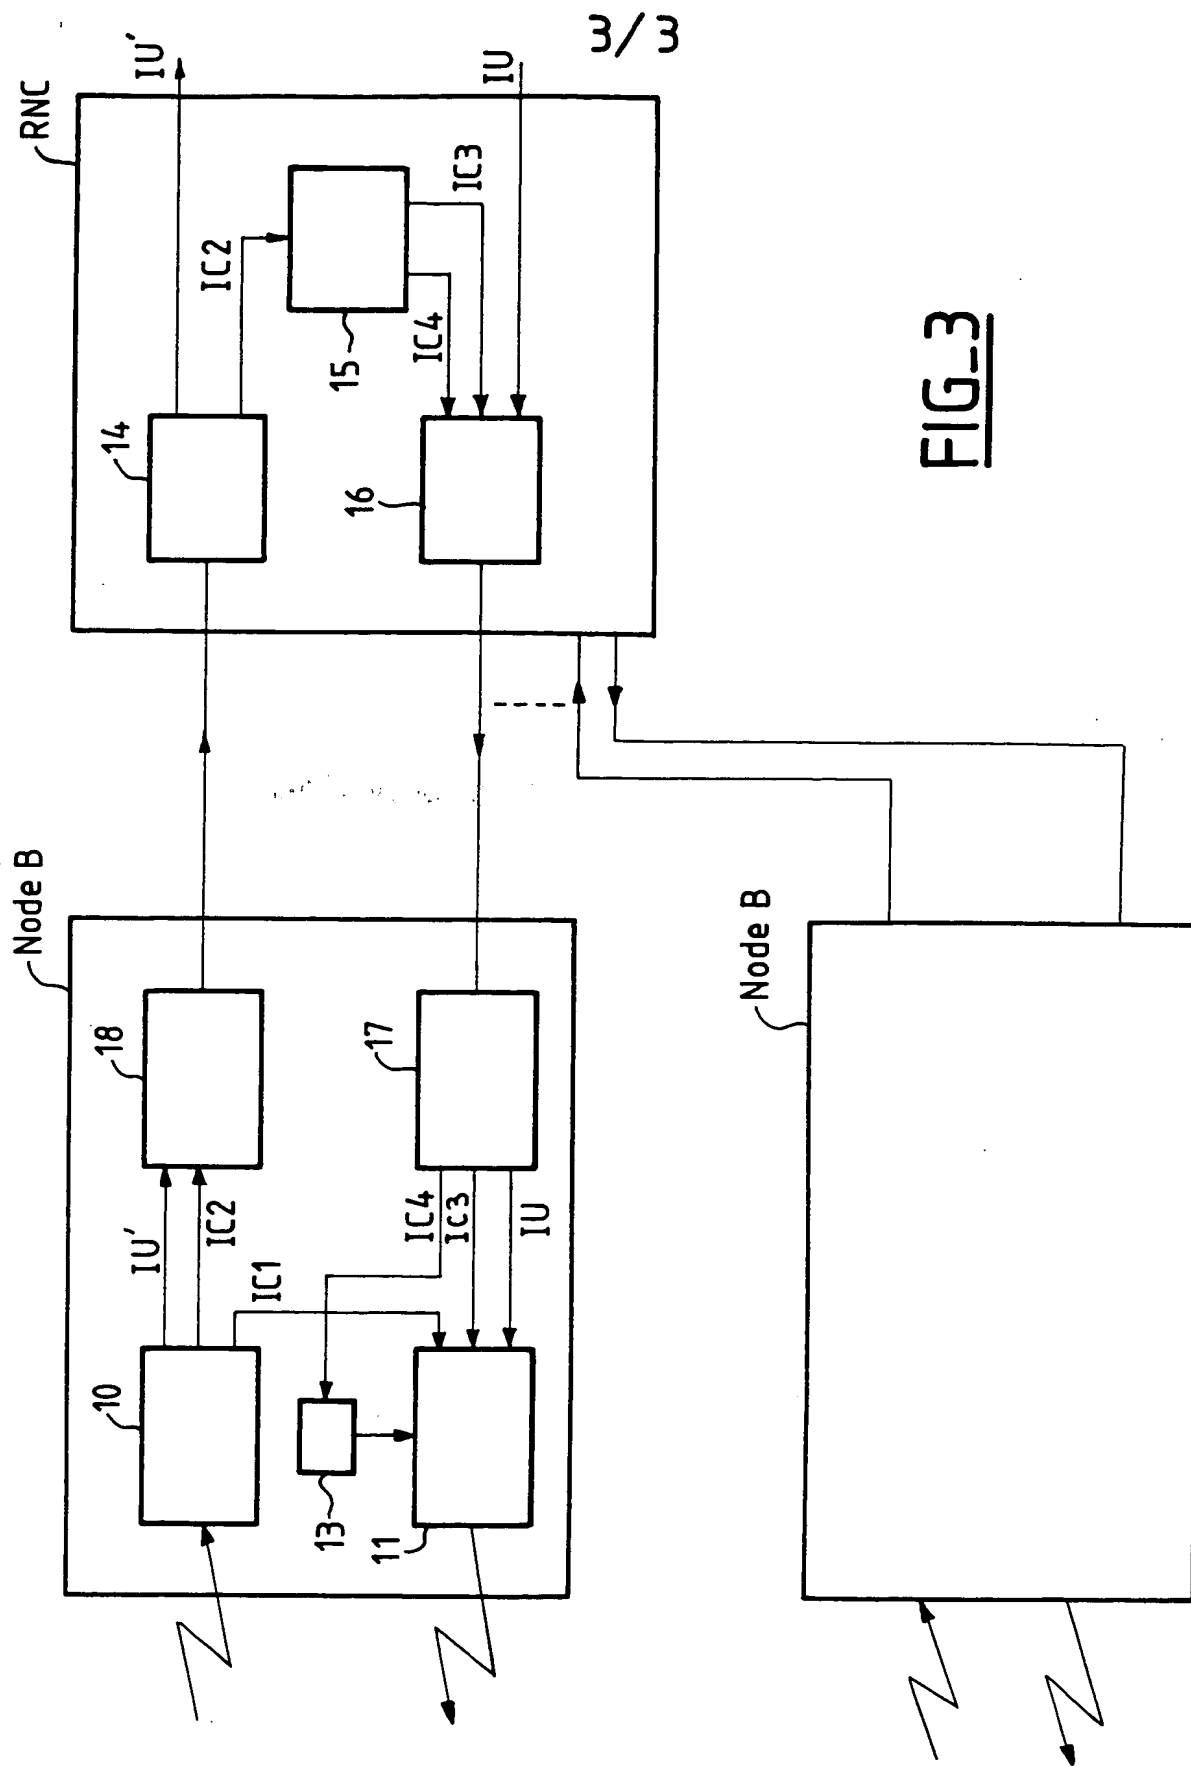 3/3
RNC
IU'
14
IC2
15
IC3
IC4
16
IU
Node B
18
17
IU'
IC2
IC1
IC4
Ic3
IU
10
13
11
Node B
FIG_3